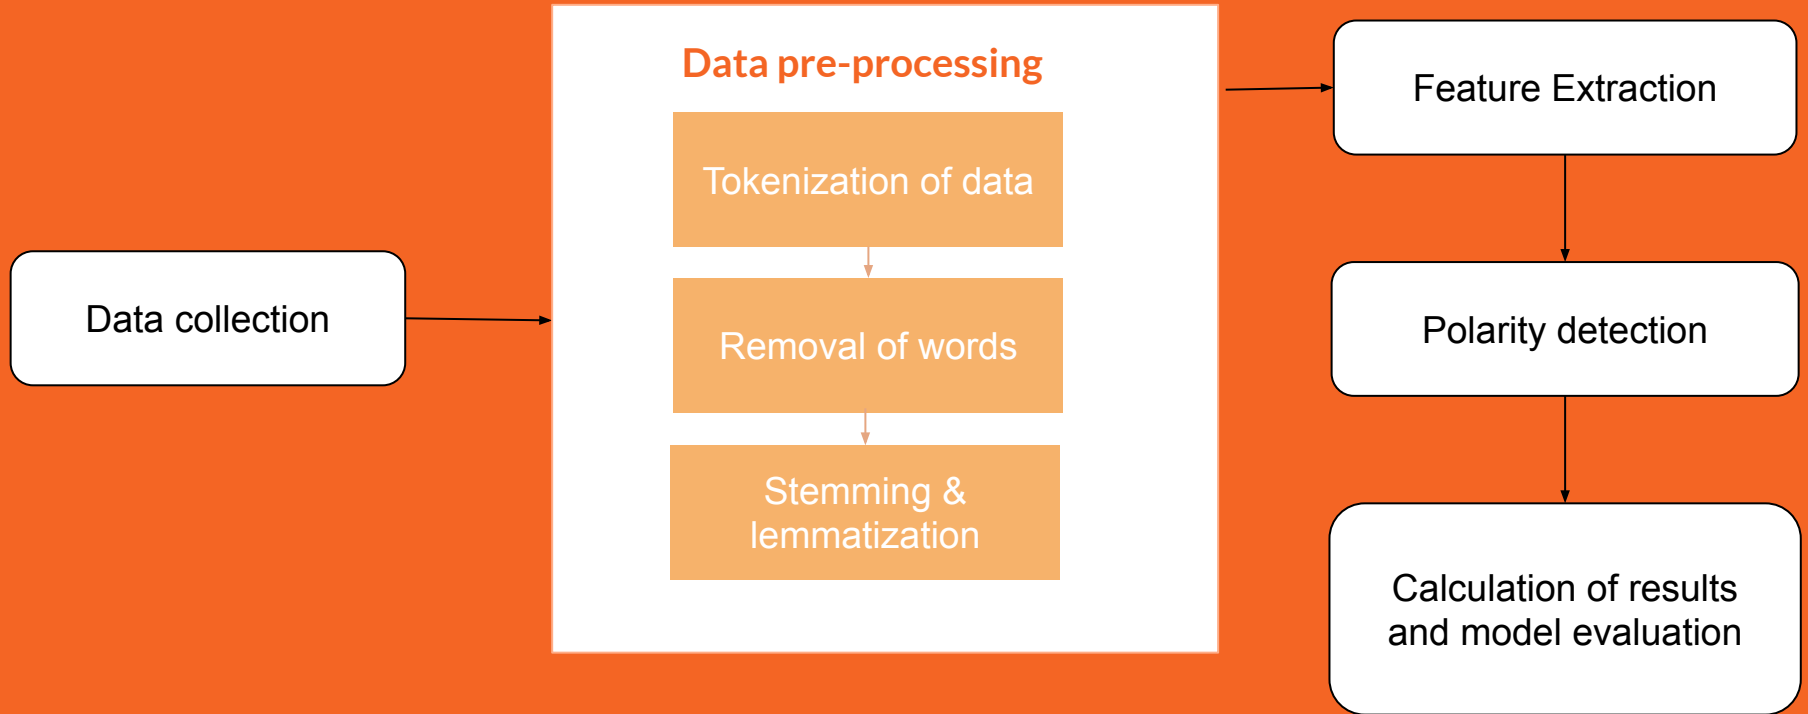 Data collection
Data pre-processing
Tokenization of data
Removal of words
Stemming &
lemmatization
Feature Extraction
Polarity detection
Calculation of results
and model evaluation